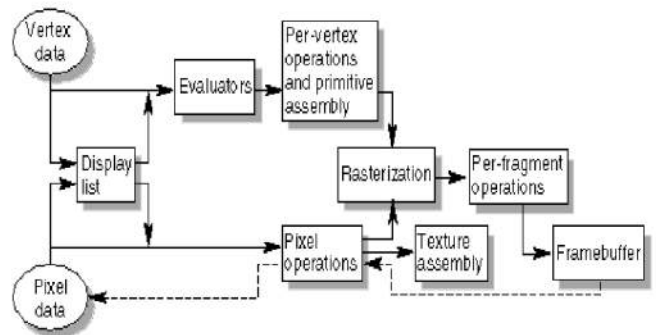 Vertex
data
Evaluators
Per-vertex
operations
and primitive
assembly
Display
list
Rasterization
Per-fragment
operations
Pixel
operations
Texture
assembly
Framebuffer
Pixel
data